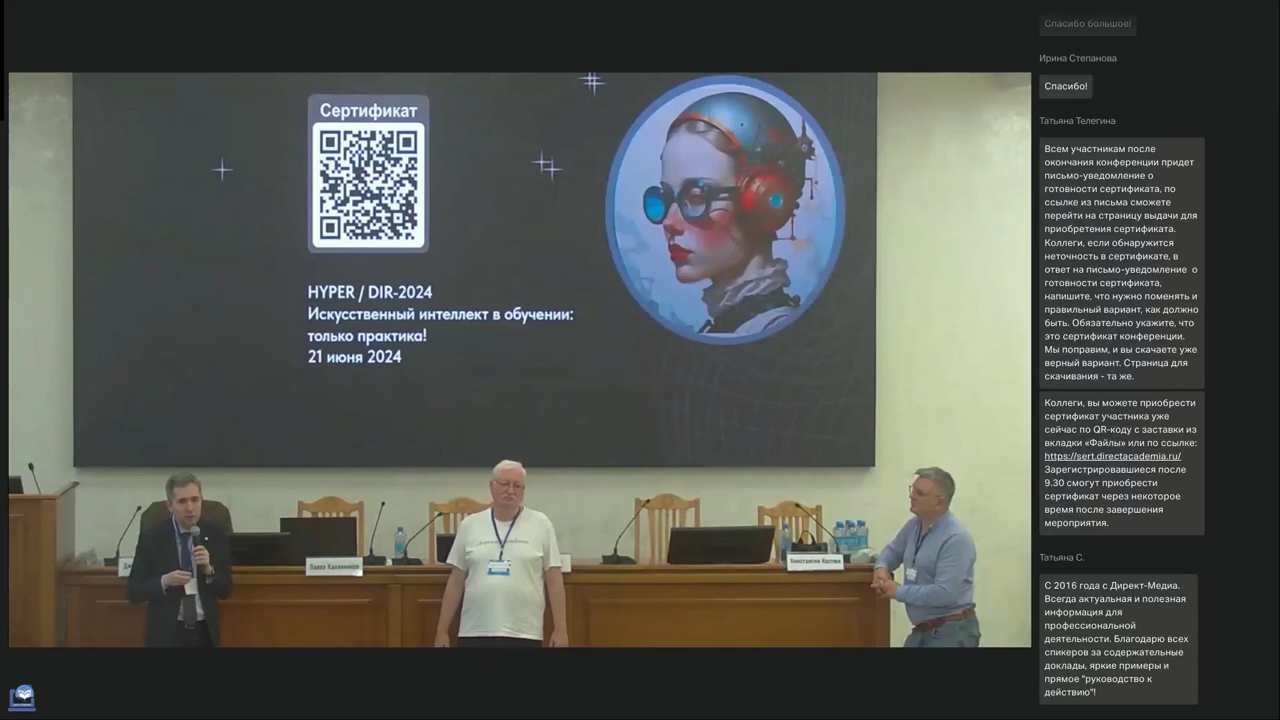 Сертификат
HYPER / DIR-2024
Искусственный интеллект в обучении:
только практика!
21 июня 2024
Павел Калинников
Константин Костюк
Спасибо большое!
Ирина Степанова
Спасибо!
Татьяна Телегина
Всем участникам после
окончания конференции придет
письмо-уведомление о
готовности сертификата, по
ссылке из письма сможете
перейти на страницу выдачи для
приобретения сертификата.
Коллеги, если обнаружится
неточность в сертификате, в
ответ на письмо-уведомление о
готовности сертификата,
напишите, что нужно поменять и
правильный вариант, как должно
быть. Обязательно укажите, что
это сертификат конференции.
Мы поправим, и вы скачаете уже
верный вариант. Страница для
скачивания - та же.
Коллеги, вы можете приобрести
сертификат участника уже
сейчас по QR-коду с заставки из
вкладки «Файлы» или по ссылке:
https://sert.directacademia.ru/
Зарегистрировавшиеся после
9.30 смогут приобрести
сертификат через некоторое
время после завершения
мероприятия.
Татьяна С.
С 2016 года с Директ-Медиа.
Всегда актуальная и полезная
информация для
профессиональной
деятельности. Благодарю всех
спикеров за содержательные
доклады, яркие примеры и
прямое "руководство к
действию"!